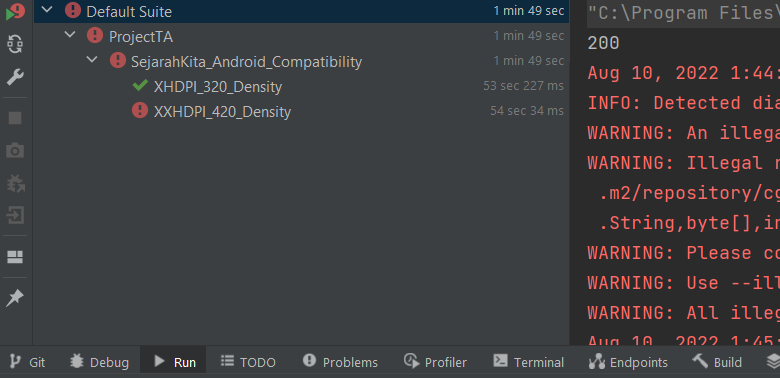 Default Suite 1 min 49 sec
ProjectTA 1 min 49 sec
SejarahKita_Android_Compatibility 1 min 49 sec
XHDPI_320_Density 53 sec 227 ms
XXHDPI_420_Density 54 sec 34 ms
"C:\Program Files\
200
Aug 10, 2022 1:44:
INFO: Detected dia
WARNING: An illega
WARNING: Illegal r
.m2/repository/cg
.String,byte[],in
WARNING: Please co
WARNING: Use --ill
WARNING: All illeg
Aug 10, 2022 1:45:
Git Debug Run TODO Problems Profiler Terminal Endpoints Build